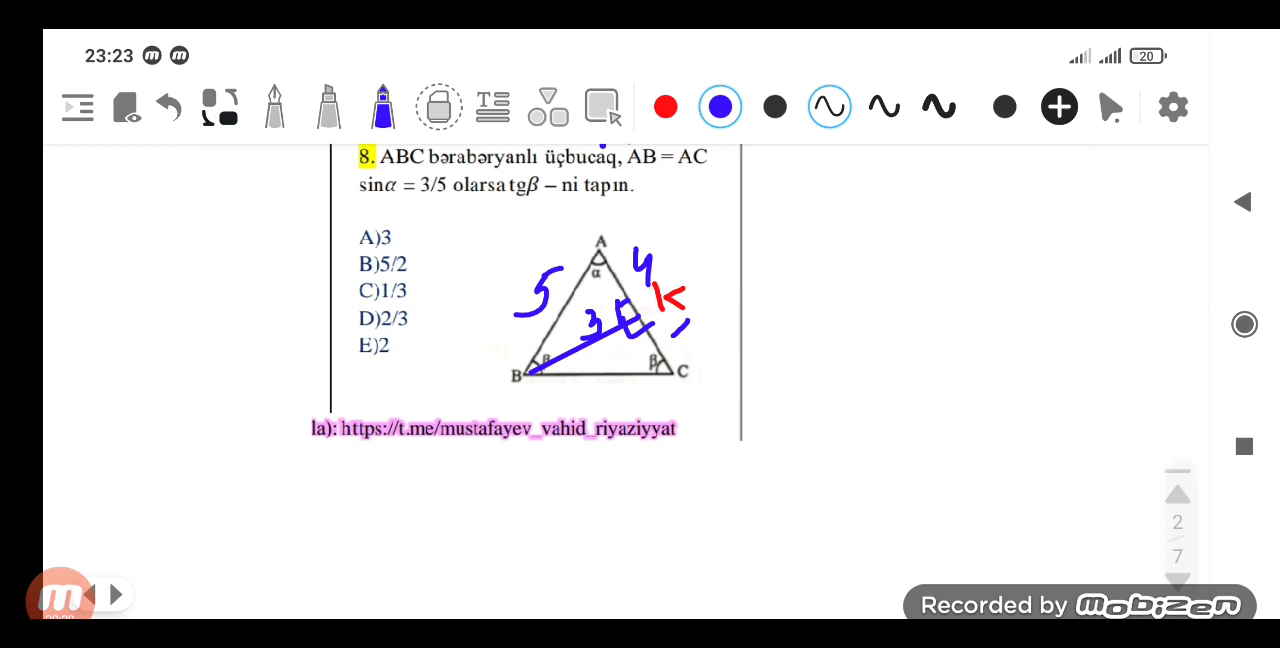 23:23
20
T
8. ABC bərabəryanlı üçbucaq, AB = AC
sinα = 3/5 olarsa tgβ – ni tapın.
A)3
B)5/2
C)1/3
D)2/3
E)2
A
α
5
4
3
β
β
B
C
la): https://t.me/mustafayev_vahid_riyaziyyat
2
7
Recorded by mobizen